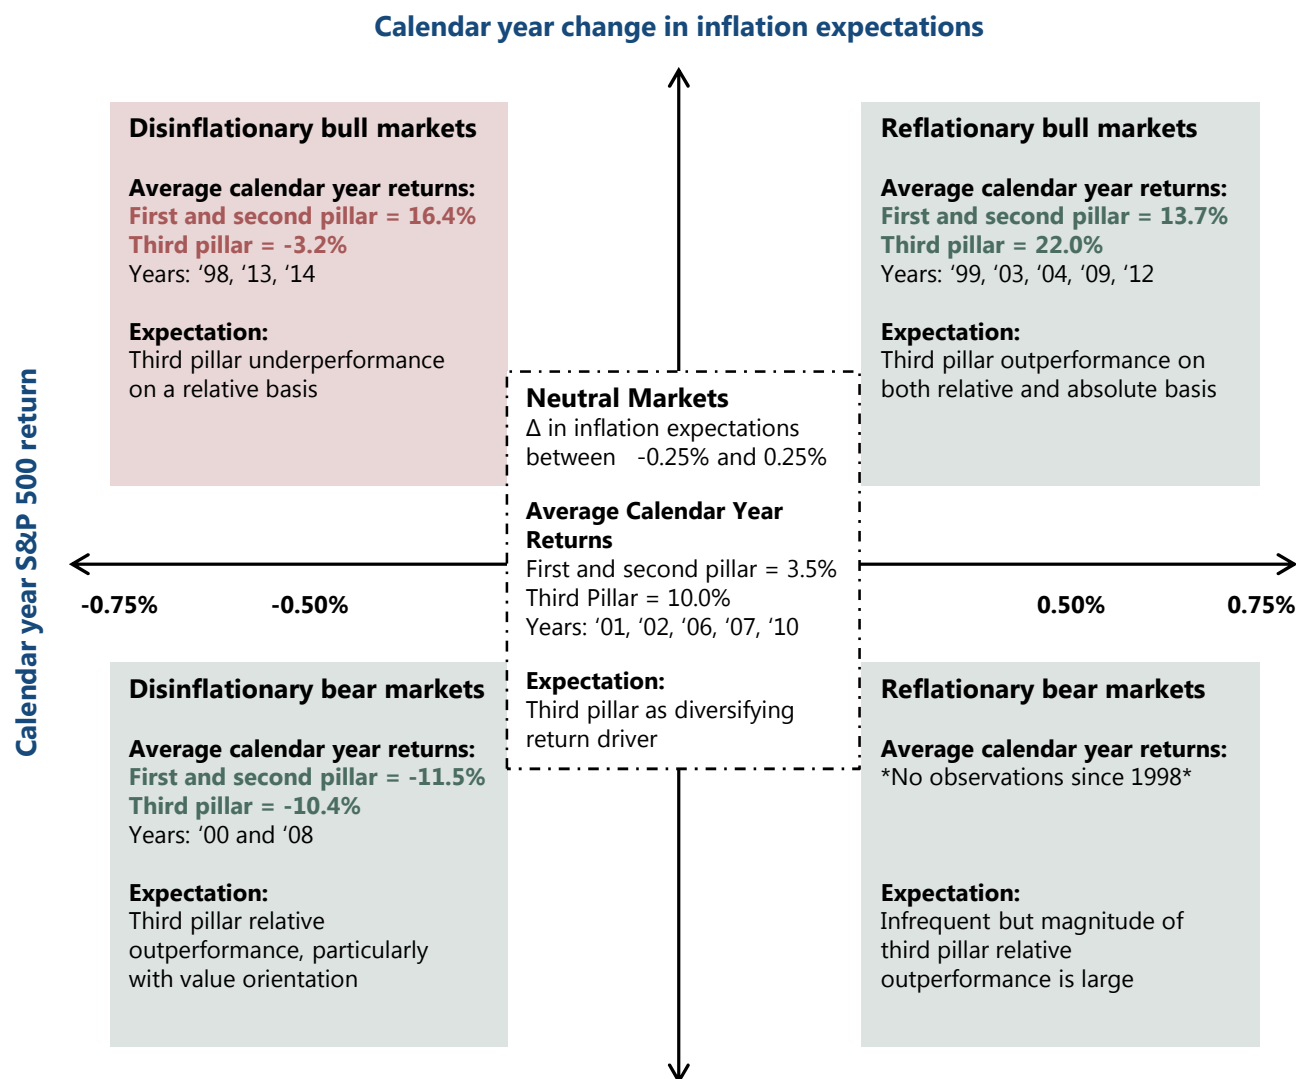 Calendar year change in inflation expectations
Disinflationary bull markets
Average calendar year returns:
First and second pillar = 16.4%
Third pillar = -3.2%
Years: ‘98, ‘13, ‘14
Expectation:
Third pillar underperformance
on a relative basis
Reflationary bull markets
Average calendar year returns:
First and second pillar = 13.7%
Third pillar = 22.0%
Years: ‘99, ‘03, ‘04, ‘09, ‘12
Expectation:
Third pillar outperformance on
both relative and absolute basis
Neutral Markets
Δ in inflation expectations
between -0.25% and 0.25%
Average Calendar Year
Returns
First and second pillar = 3.5%
Third Pillar = 10.0%
Years: ‘01, ‘02, ‘06, ‘07, ‘10
Expectation:
Third pillar as diversifying
return driver
Calendar year S&P 500 return
-0.75%
-0.50%
0.50%
0.75%
Disinflationary bear markets
Average calendar year returns:
First and second pillar = -11.5%
Third pillar = -10.4%
Years: ‘00 and ‘08
Expectation:
Third pillar relative
outperformance, particularly
with value orientation
Reflationary bear markets
Average calendar year returns:
*No observations since 1998*
Expectation:
Infrequent but magnitude of
third pillar relative
outperformance is large